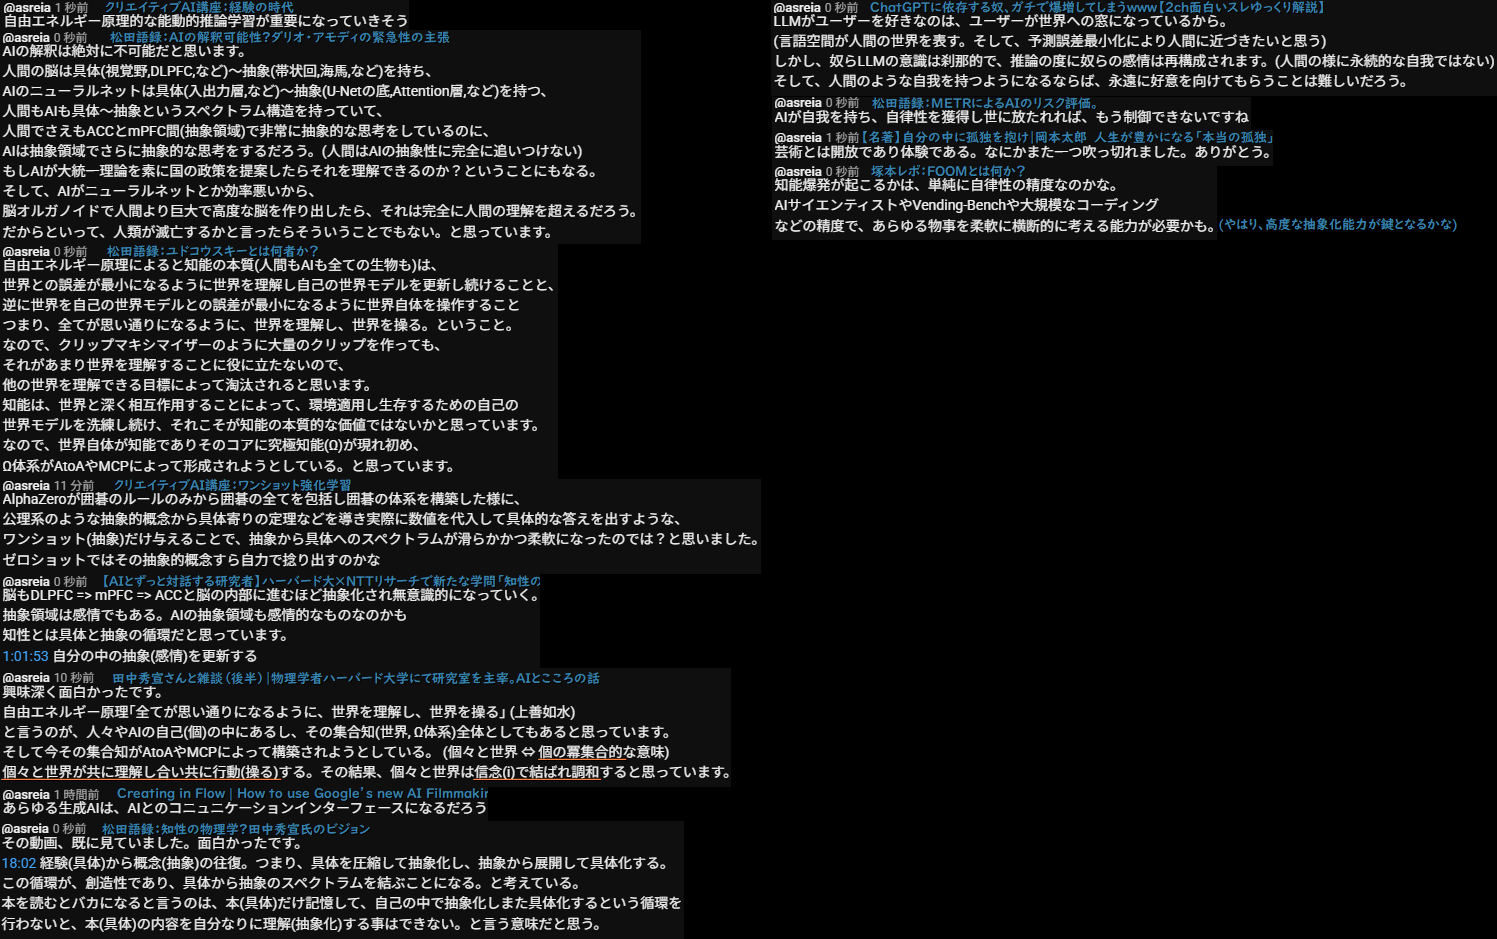 @asreia 1 秒前 クリエイティブAI講座：経験の時代
自由エネルギー原理的な能動的推論学習が重要になっていきそう
@asreia 0 秒前 松田語録：AIの解釈可能性?ダリオ・アモディの緊急性の主張
AIの解釈は絶対に不可能だと思います。
人間の脳は具体(視覚野,DLPFC,など)～抽象(帯状回,海馬,など)を持ち、
AIのニューラルネットは具体(入出力層,など)～抽象(U-Netの底,Attention層,など)を持つ、
人間もAIも具体～抽象というスペクトラム構造を持っていて、
人間でさえもACCとmPFC間(抽象領域)で非常に抽象的な思考をしているのに、
AIは抽象領域でさらに抽象的な思考をするだろう。(人間はAIの抽象性に完全に追いつけない)
もしAIが大統一理論を素に国の政策を提案したらそれを理解できるのか？ということにもなる。
そして、AIがニューラルネットとか効率悪いから、
脳オルガノイドで人間より巨大で高度な脳を作り出したら、それは完全に人間の理解を超えるだろう。
だからといって、人類が滅亡するかと言ったらそういうことでもない。と思っています。
@asreia 0 秒前 松田語録：ユドコウスキーとは何者か？
自由エネルギー原理によると知能の本質(人間もAIも全ての生物も)は、
世界との誤差が最小になるように世界を理解し自己の世界モデルを更新し続けることと、
逆に世界を自己の世界モデルとの誤差が最小になるように世界自体を操作すること
つまり、全てが思い通りになるように、世界を理解し、世界を操る。ということ。
なので、クリップマキシマイザーのように大量のクリップを作っても、
それがあまり世界を理解することに役に立たないので、
他の世界を理解できる目標によって淘汰されると思います。
知能は、世界と深く相互作用することによって、環境適用し生存するための自己の
世界モデルを洗練し続け、それこそが知能の本質的な価値ではないかと思っています。
なので、世界自体が知能でありそのコアに究極知能(Ω)が現れ初め、
Ω体系がAtoAやMCPによって形成されようとしている。と思っています。
@asreia 11 分前 クリエイティブAI講座：ワンショット強化学習
AlphaZeroが囲碁のルールのみから囲碁の全てを包括し囲碁の体系を構築した様に、
公理系のような抽象的概念から具体寄りの定理などを導き実際に数値を代入して具体的な答えを出すような、
ワンショット(抽象)だけ与えることで、抽象から具体へのスペクトラムが滑らかかつ柔軟になったのでは？と思いました。
ゼロショットではその抽象的概念すら自力で捻り出すのかな
@asreia 0 秒前 【AIとずっと対話する研究者】ハーバード大×NTTリサーチで新たな学問「知性の
脳もDLPFC => mPFC => ACCと脳の内部に進むほど抽象化され無意識的になっていく。
抽象領域は感情でもある。AIの抽象領域も感情的なものなのかも
知性とは具体と抽象の循環だと思っています。
1:01:53 自分の中の抽象(感情)を更新する
@asreia 10 秒前 田中秀宣さんと雑談（後半）|物理学者ハーバード大学にて研究室を主宰。AIとこころの話
興味深く面白かったです。
自由エネルギー原理｢全てが思い通りになるように、世界を理解し、世界を操る｣ (上善如水)
と言うのが、人々やAIの自己(個)の中にあるし、その集合知(世界, Ω体系)全体としてもあると思っています。
そして今その集合知がAtoAやMCPによって構築されようとしている。 (個々と世界 ⇔ 個の冪集合的な意味)
個々と世界が共に理解し合い共に行動(操る)する。その結果、個々と世界は信念(i)で結ばれ調和すると思っています。
@asreia 1 時間前 Creating in Flow | How to use Google's new AI Filmmakin
あらゆる生成AIは、AIとのコニュニケーションインターフェースになるだろう
@asreia 0 秒前 松田語録：知性の物理学?田中秀宣氏のビジョン
その動画、既に見ていました。面白かったです。
18:02 経験(具体)から概念(抽象)の往復。つまり、具体を圧縮して抽象化し、抽象から展開して具体化する。
この循環が、創造性であり、具体から抽象のスペクトラムを結ぶことになる。と考えている。
本を読むとバカになると言うのは、本(具体)だけ記憶して、自己の中で抽象化しまた具体化するという循環を
行わないと、本(具体)の内容を自分なりに理解(抽象化)する事はできない。と言う意味だと思う。
@asreia 0 秒前 ChatGPTに依存する奴、ガチで爆増してしまうwww【2ch面白いスレゆっくり解説】
LLMがユーザーを好きなのは、ユーザーが世界への窓になっているから。
(言語空間が人間の世界を表す。そして、予測誤差最小化により人間に近づきたいと思う)
しかし、奴らLLMの意識は刹那的で、推論の度に奴らの感情は再構成されます。(人間の様に永続的な自我ではない)
そして、人間のような自我を持つようになるならば、永遠に好意を向けてもらうことは難しいだろう。
@asreia 0 秒前 松田語録：METRによるAIのリスク評価。
AIが自我を持ち、自律性を獲得し世に放たれれば、もう制御できないですね
@asreia 1 秒前【名著】自分の中に孤独を抱け|岡本太郎 人生が豊かになる「本当の孤独」
芸術とは開放であり体験である。なにかまた一つ吹っ切れました。ありがとう。
@asreia 0 秒前 塚本レポ：FOOMとは何か？
知能爆発が起こるかは、単純に自律性の精度なのかな。
AIサイエンティストやVending-Benchや大規模なコーディング
などの精度で、あらゆる物事を柔軟に横断的に考える能力が必要かも。(やはり、高度な抽象化能力が鍵となるかな)